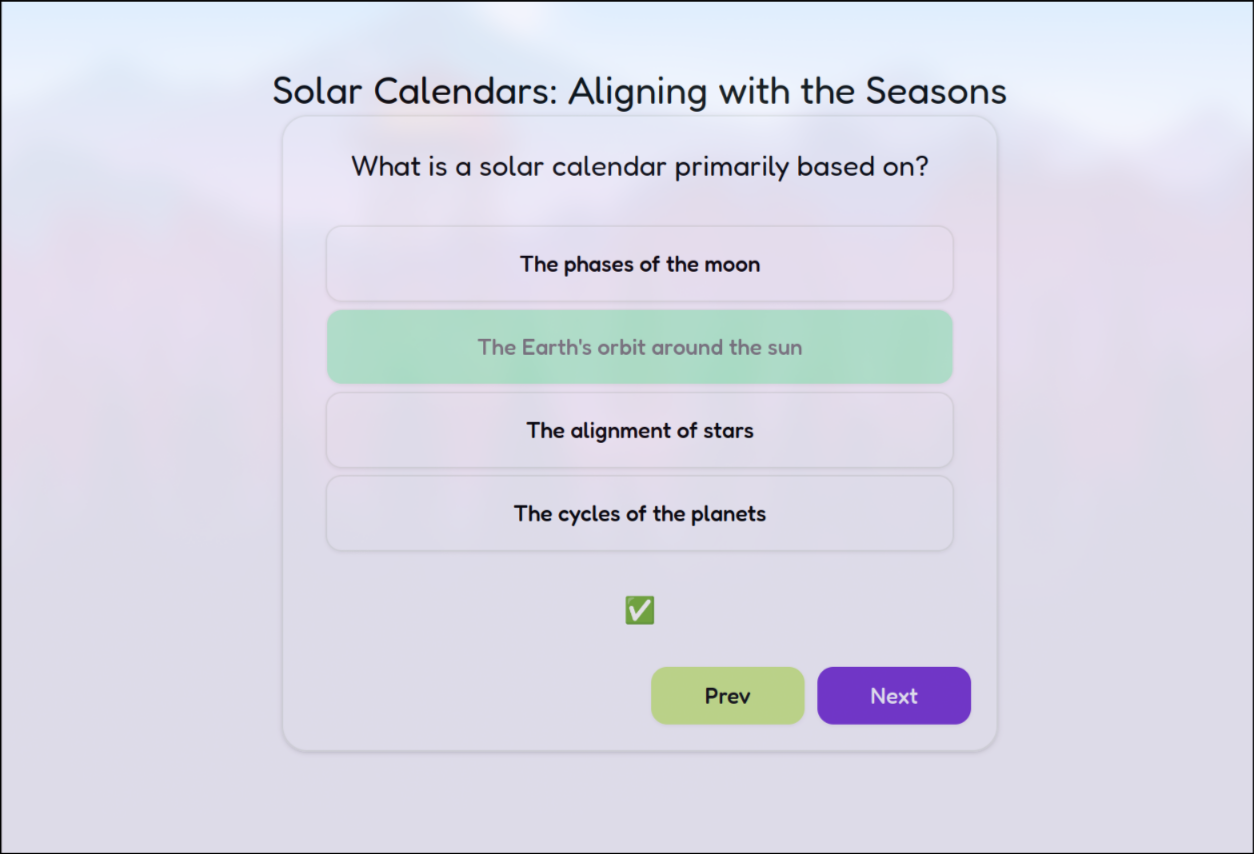 Solar Calendars: Aligning with the Seasons
What is a solar calendar primarily based on?
The phases of the moon
The Earth's orbit around the sun
The alignment of stars
The cycles of the planets
Prev
Next